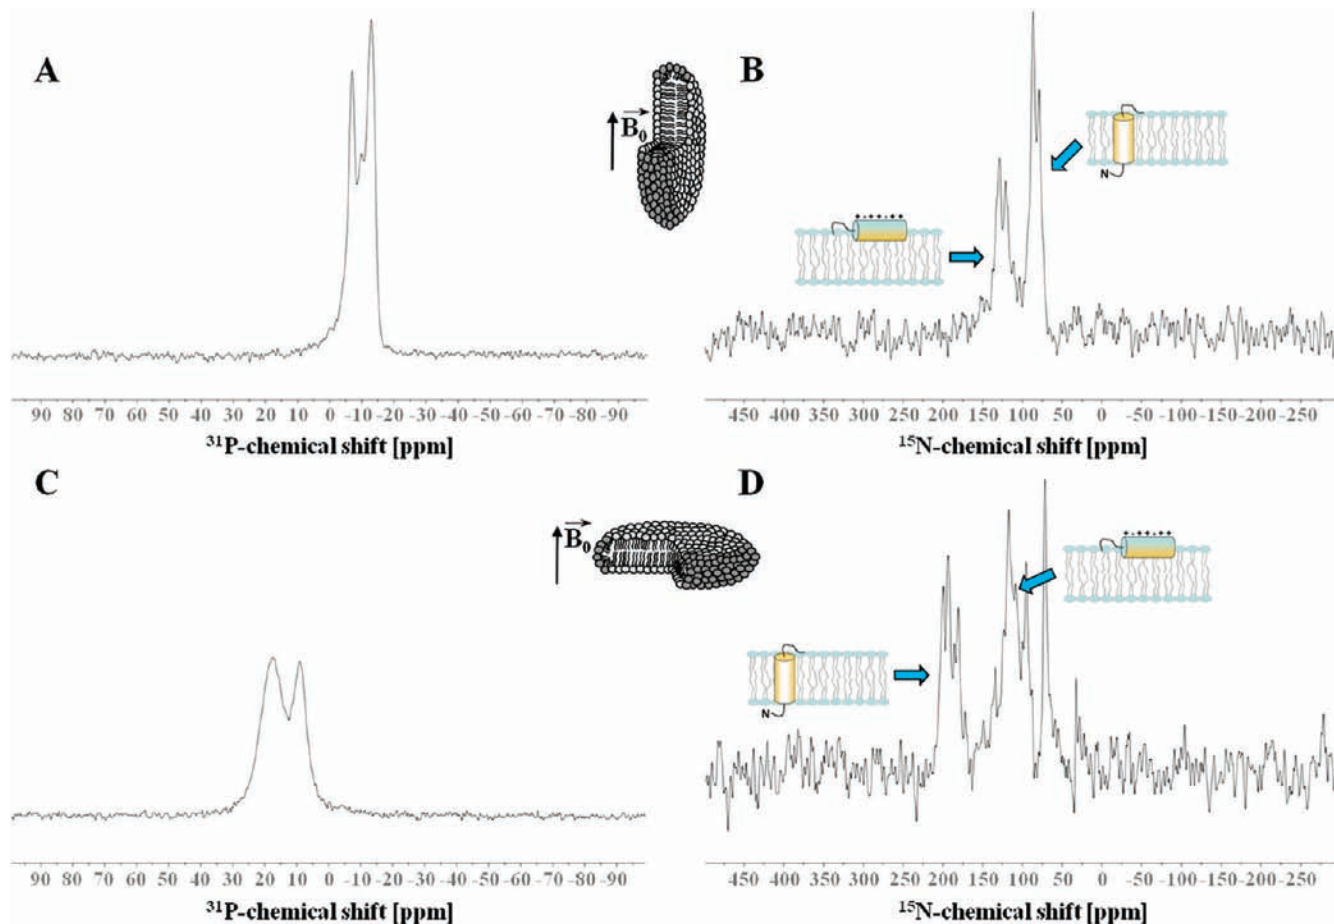 A
B₀
90 80 70 60 50 40 30 20 10 0 -10 -20 -30 -40 -50 -60 -70 -80 -90
³¹P-chemical shift [ppm]
B
N
450 400 350 300 250 200 150 100 50 0 -50 -100 -150 -200 -250
¹⁵N-chemical shift [ppm]
C
B₀
90 80 70 60 50 40 30 20 10 0 -10 -20 -30 -40 -50 -60 -70 -80 -90
³¹P-chemical shift [ppm]
D
N
450 400 350 300 250 200 150 100 50 0 -50 -100 -150 -200 -250
¹⁵N-chemical shift [ppm]